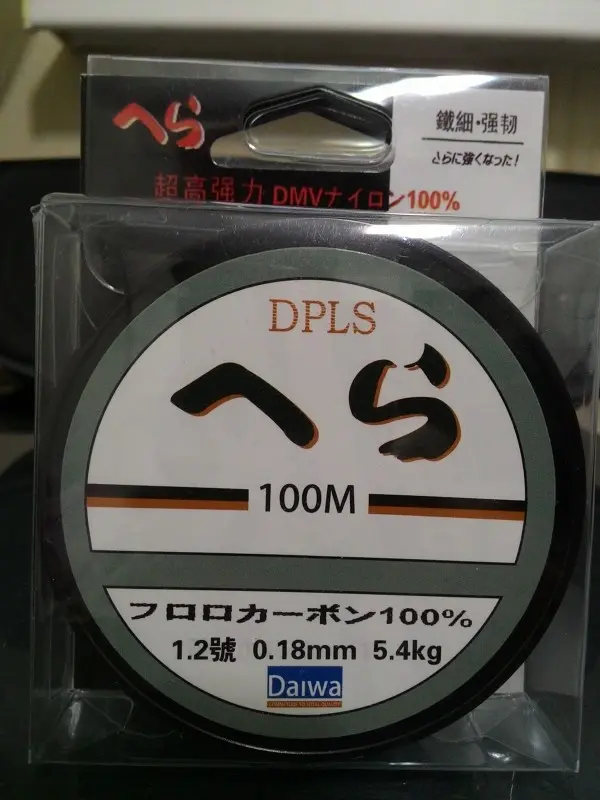 へら
鐵細・强韧
さらに強くなった!
超高强力 DMVナイロン100%
DPLS
へら
100M
フロロカーボン100%
1.2號 0.18mm 5.4kg
Daiwa